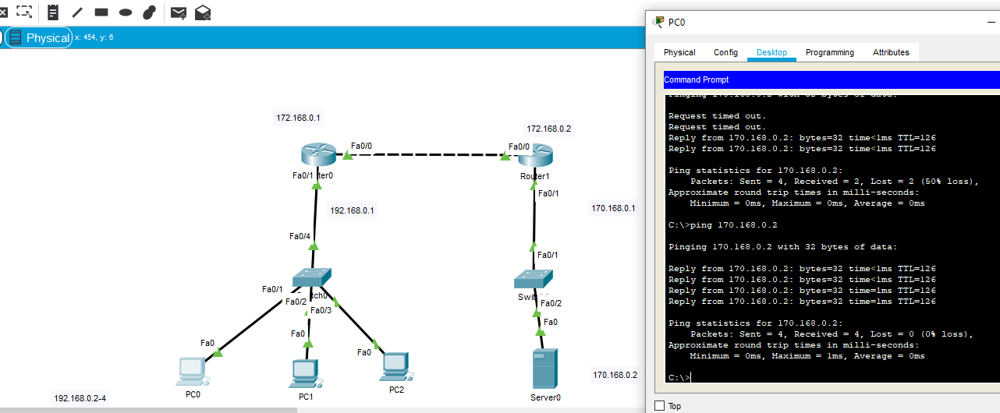 Physical
x: 454, y: 6
172.168.0.1
172.168.0.2
Fa0/0
Fa0/0
Fa0/1
ter0
Router1
Fa0/1
192.168.0.1
170.168.0.1
Fa0/4
Fa0/1
Fa0/1
tch0
Fa0/2
Fa0/3
Swit
Fa0/2
Fa0
Fa0
Fa0
Fa0
PC0
PC1
PC2
Server0
170.168.0.2
192.168.0.2-4
PC0
Physical Config Desktop Programming Attributes
Command Prompt
Pinging 170.168.0.2 with 32 bytes of data:
Request timed out.
Request timed out.
Reply from 170.168.0.2: bytes=32 time<1ms TTL=126
Reply from 170.168.0.2: bytes=32 time<1ms TTL=126
Ping statistics for 170.168.0.2:
Packets: Sent = 4, Received = 2, Lost = 2 (50% loss),
Approximate round trip times in milli-seconds:
Minimum = 0ms, Maximum = 0ms, Average = 0ms
C:\>ping 170.168.0.2
Pinging 170.168.0.2 with 32 bytes of data:
Reply from 170.168.0.2: bytes=32 time<1ms TTL=126
Reply from 170.168.0.2: bytes=32 time<1ms TTL=126
Reply from 170.168.0.2: bytes=32 time=1ms TTL=126
Reply from 170.168.0.2: bytes=32 time=1ms TTL=126
Ping statistics for 170.168.0.2:
Packets: Sent = 4, Received = 4, Lost = 0 (0% loss),
Approximate round trip times in milli-seconds:
Minimum = 0ms, Maximum = 1ms, Average = 0ms
C:\>
Top